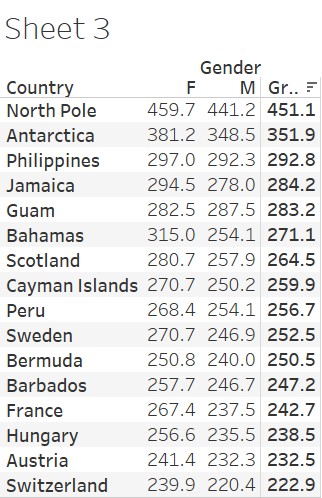 Sheet 3
Gender
Country F M Gr..
North Pole 459.7 441.2 451.1
Antarctica 381.2 348.5 351.9
Philippines 297.0 292.3 292.8
Jamaica 294.5 278.0 284.2
Guam 282.5 287.5 283.2
Bahamas 315.0 254.1 271.1
Scotland 280.7 257.9 264.5
Cayman Islands 270.7 250.2 259.9
Peru 268.4 254.1 256.7
Sweden 270.7 246.9 252.5
Bermuda 250.8 240.0 250.5
Barbados 257.7 246.7 247.2
France 267.4 237.5 242.7
Hungary 256.6 235.5 238.5
Austria 241.4 232.3 232.5
Switzerland 239.9 220.4 222.9